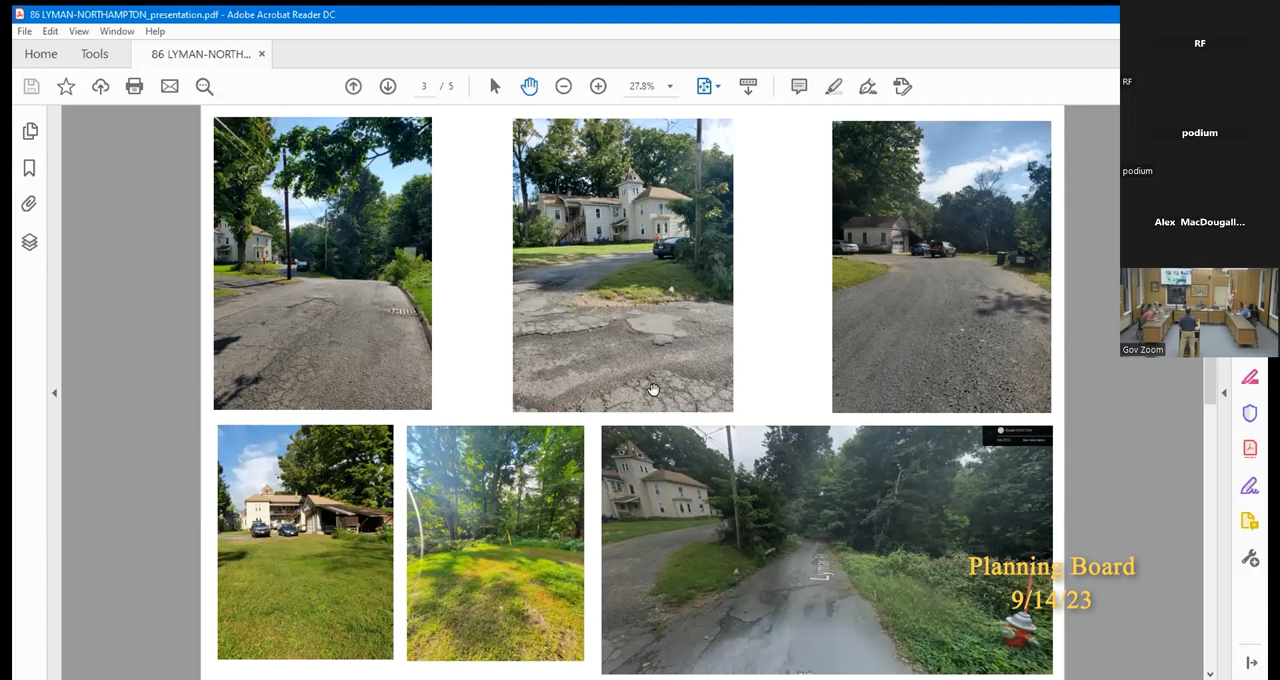 86 LYMAN-NORTHAMPTON_presentation.pdf - Adobe Acrobat Reader DC
File Edit View Window Help
Home Tools 86 LYMAN-NORTH... ×
3 / 5 27.8%
RF
RF
podium
podium
Alex MacDougall...
Gov Zoom
Planning Board
9/14/23